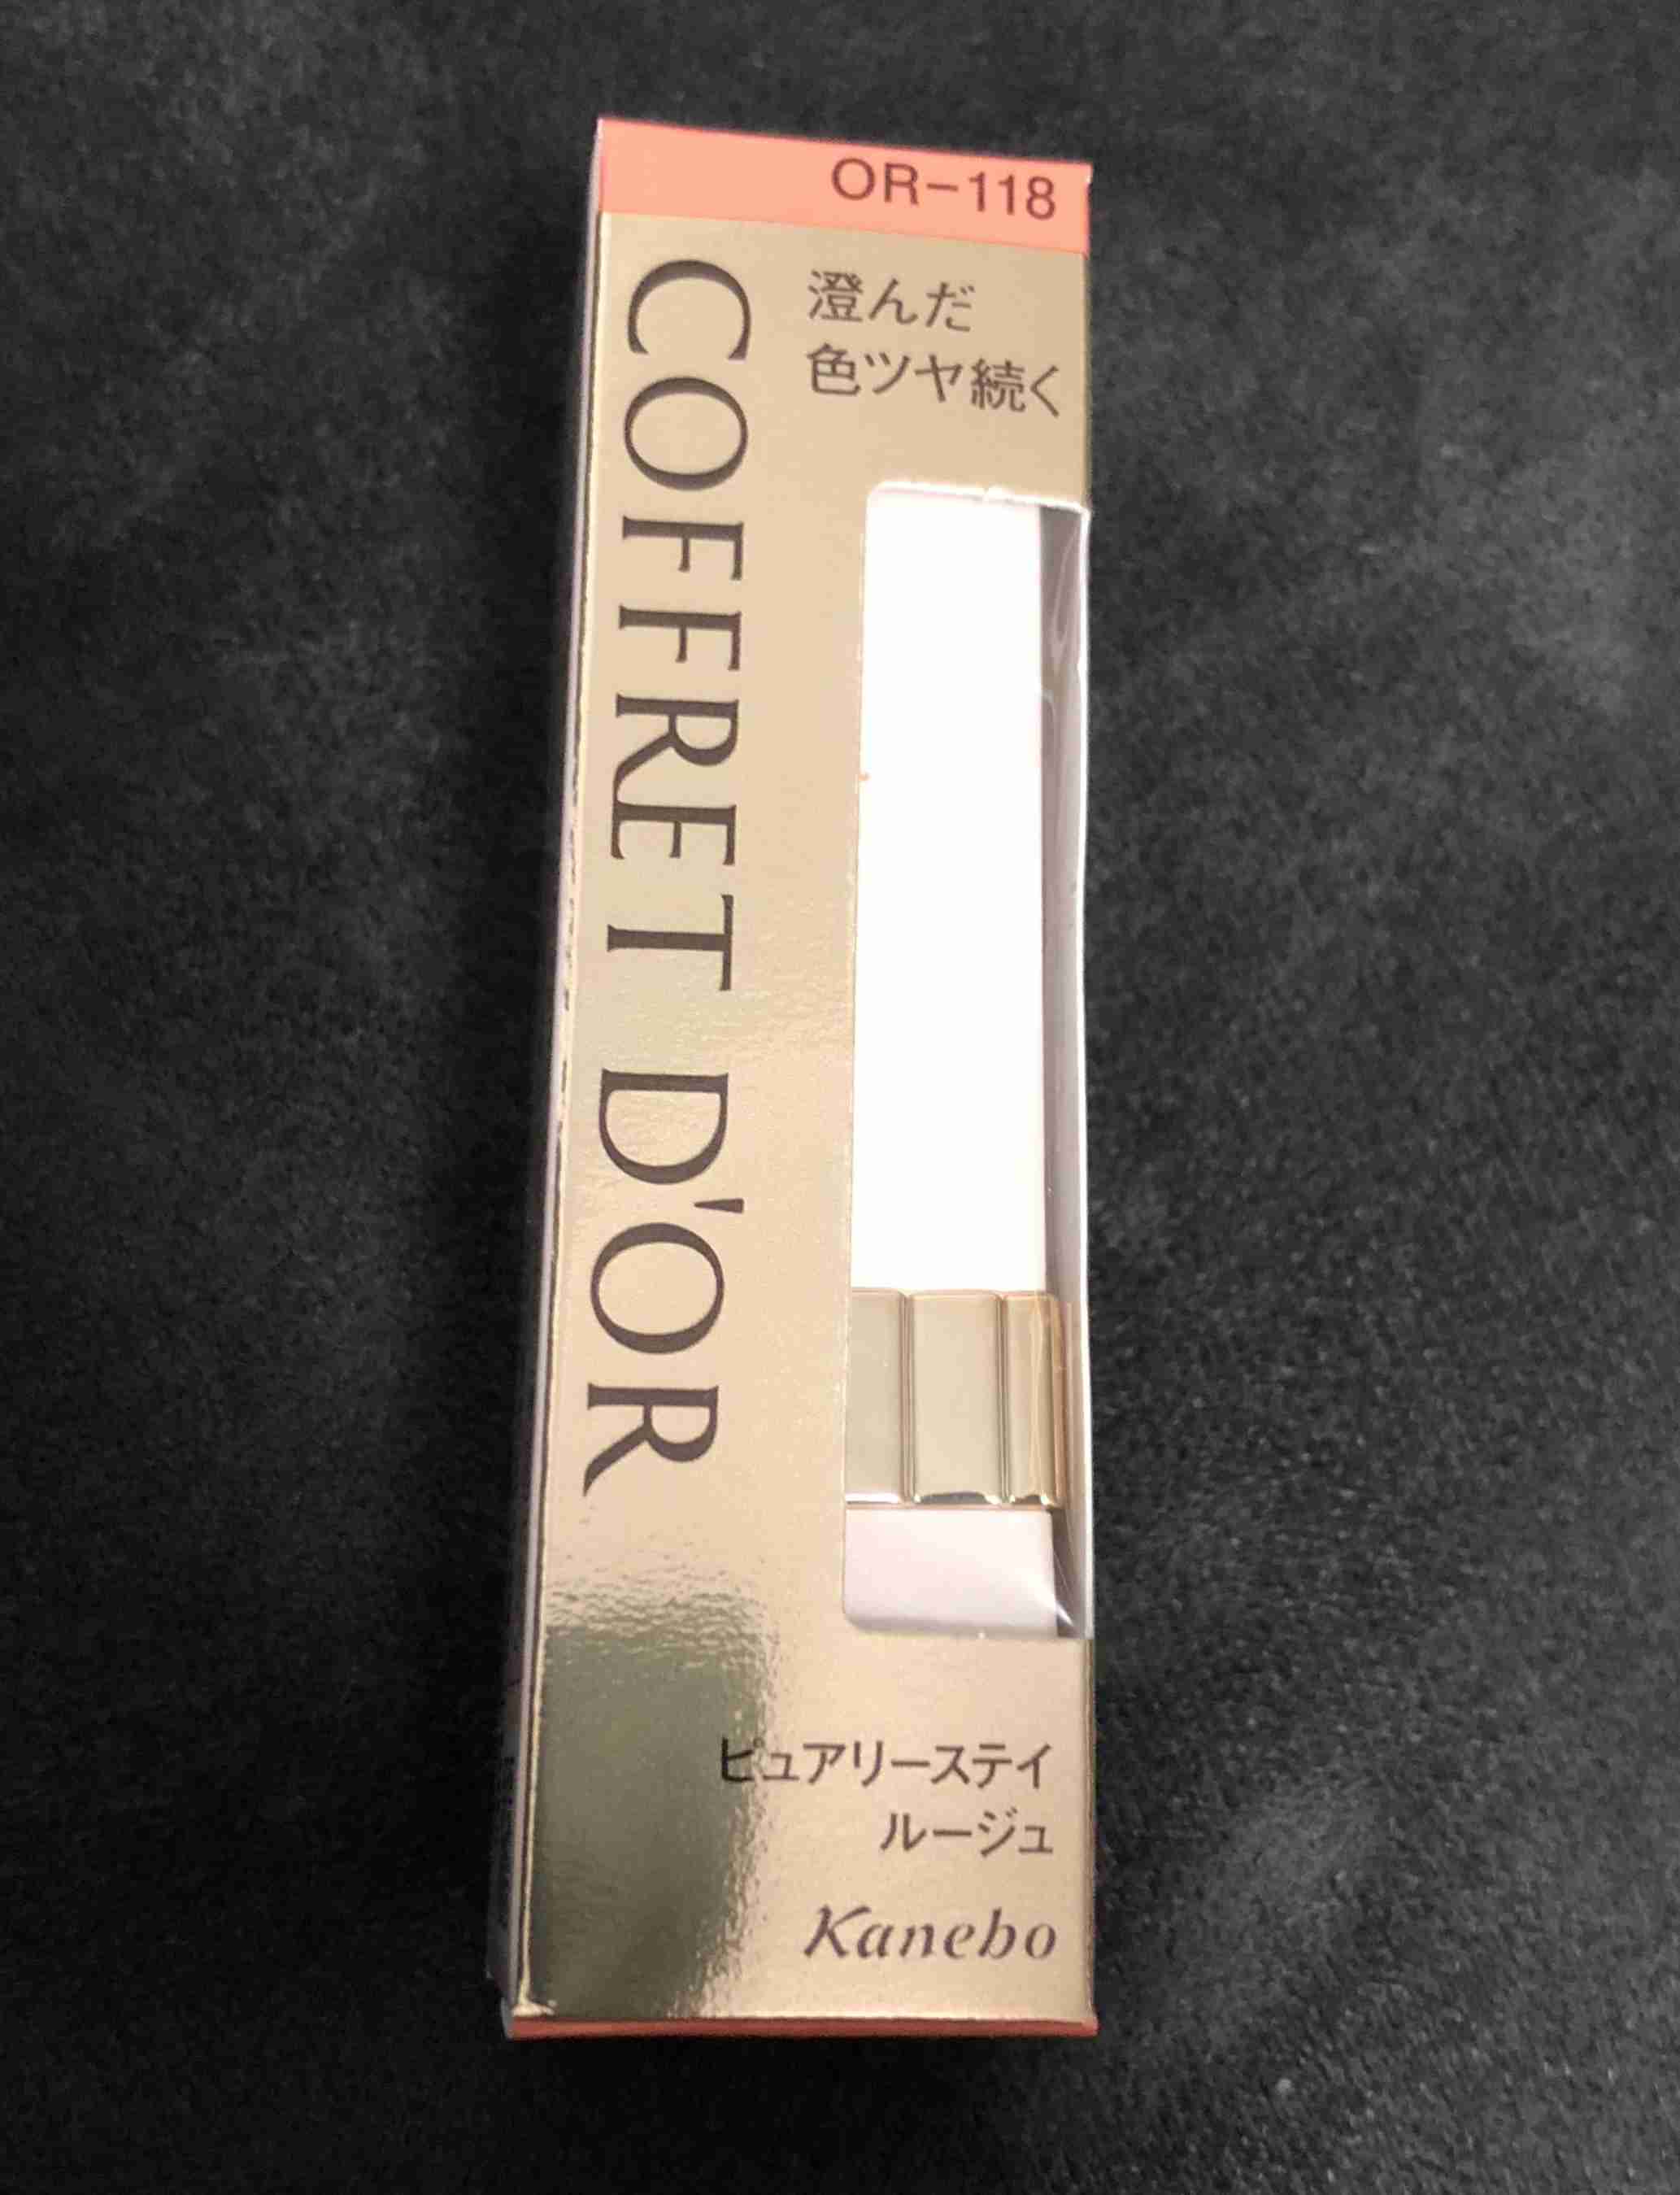 OR-118
澄んだ
色ツヤ続く
COFFRET D'OR
ピュアリーステイ
ルージュ
Kanebo